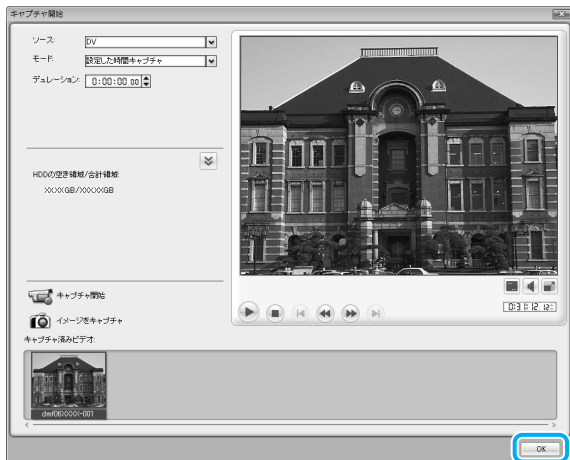 キャプチャ開始
ソース: DV
モード: 設定した時間キャプチャ
デュレーション: 0:00:00 00
HDDの空き領域/合計領域
XXXXGB/XXXXXGB
キャプチャ開始
イメージをキャプチャ
キャプチャ済みビデオ:
dmf06XXXX-001
OK